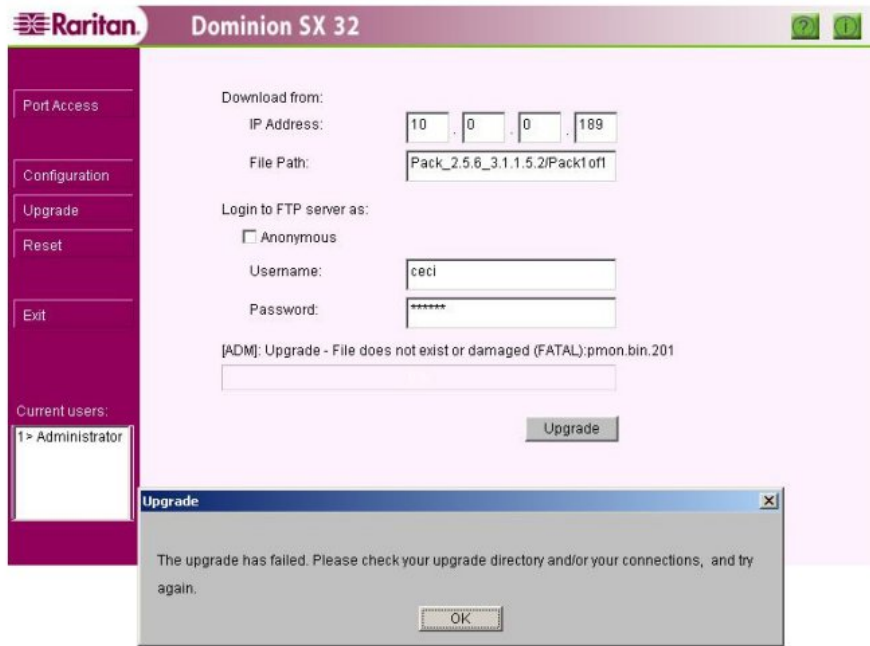 Raritan.
Dominion SX 32
?
i
Port Access
Configuration
Upgrade
Reset
Exit
Current users:
1> Administrator
Download from:
IP Address:
10 . 0 . 0 . 189
File Path:
Pack_2.5.6_3.1.1.5.2/Pack1of1
Login to FTP server as:
Anonymous
Username:
ceci
Password:
******
[ADM]: Upgrade - File does not exist or damaged (FATAL):pmon.bin.201
Upgrade
Upgrade
The upgrade has failed. Please check your upgrade directory and/or your connections, and try
again.
OK